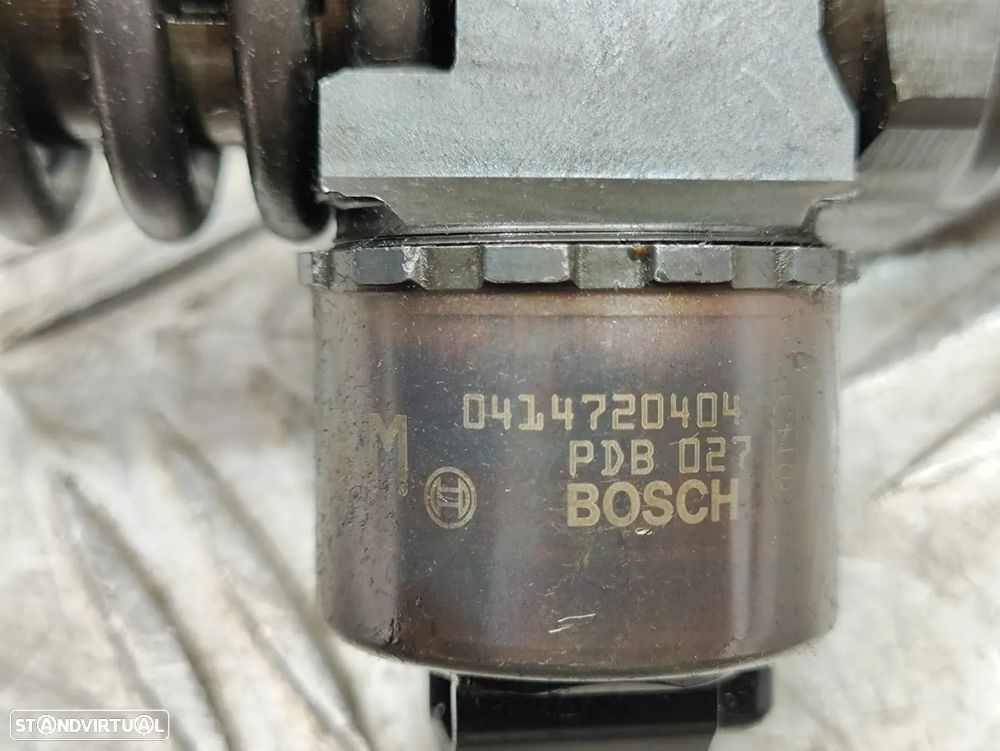 M
0414720404
PDB 027
BOSCH
STANDVIRTUAL